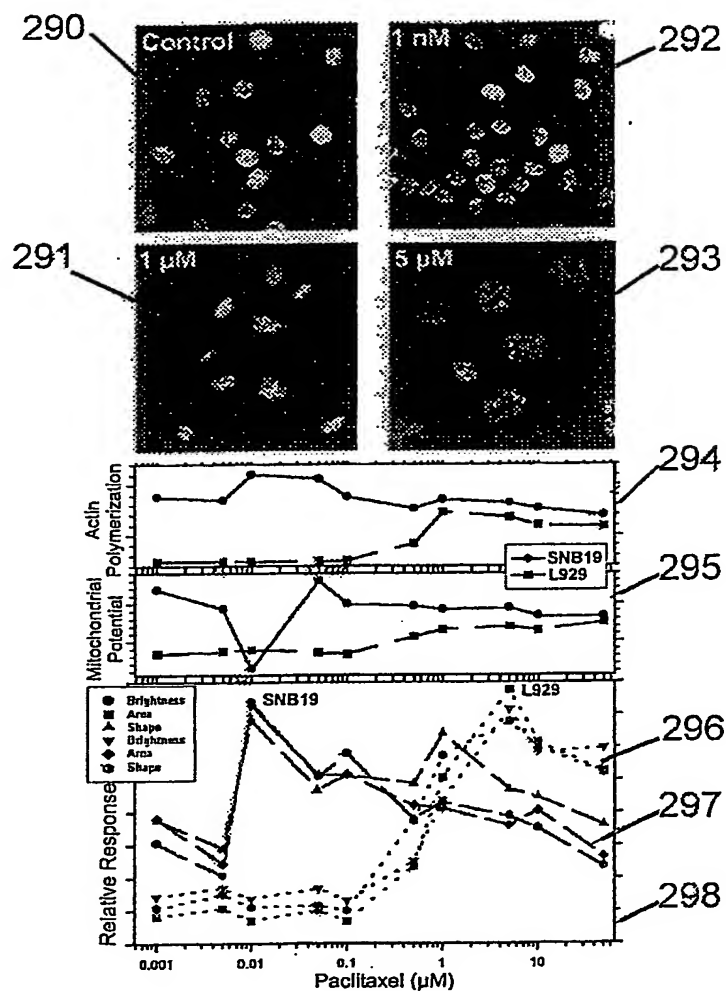 290
Control
1 nM
292
291
1 µM
5 µM
293
Actin
Polymerization
294
SNB19
L929
Mitochondrial
Potential
295
Brightness
Area
Shape
Brightness
Area
Shape
SNB19
L929
296
297
298
Relative Response
0.001
0.01
0.1
1
10
Paclitaxel (µM)